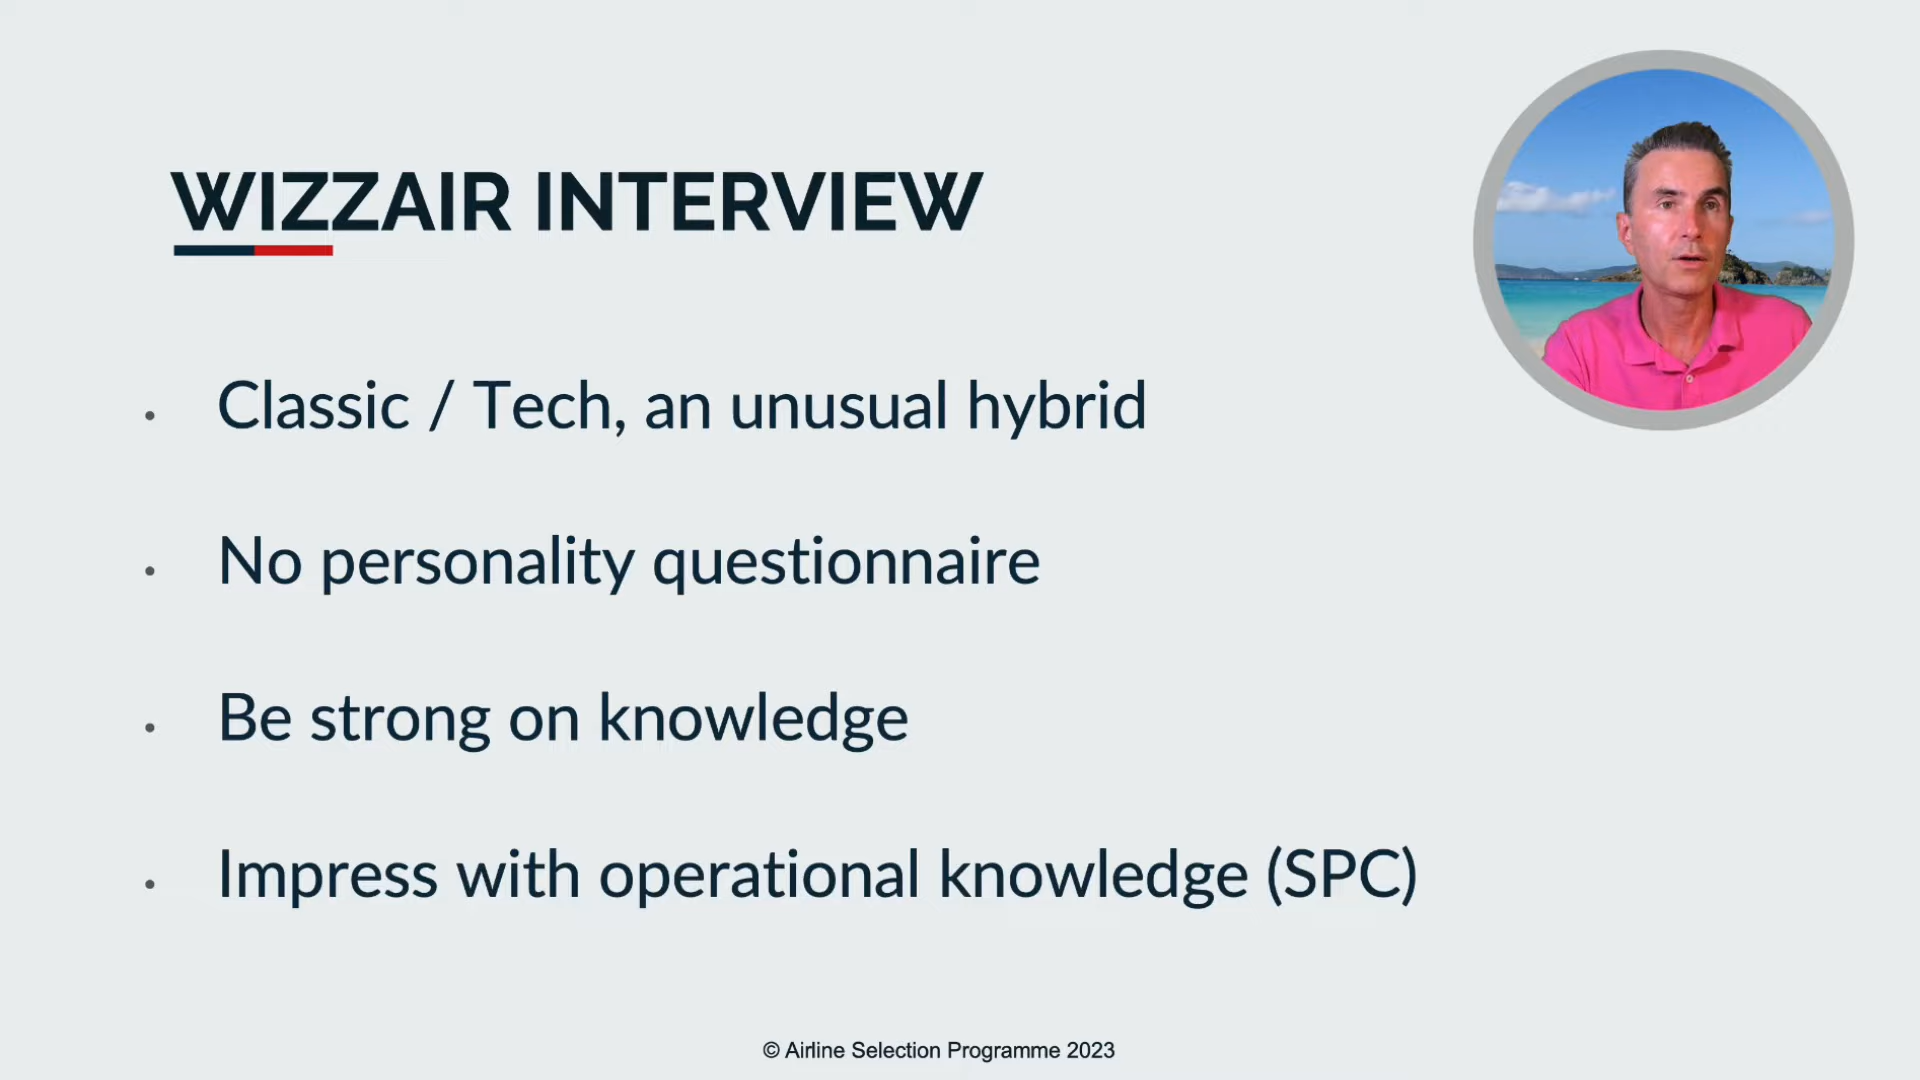 WIZZAIR INTERVIEW
• Classic / Tech, an unusual hybrid
• No personality questionnaire
• Be strong on knowledge
• Impress with operational knowledge (SPC)
© Airline Selection Programme 2023